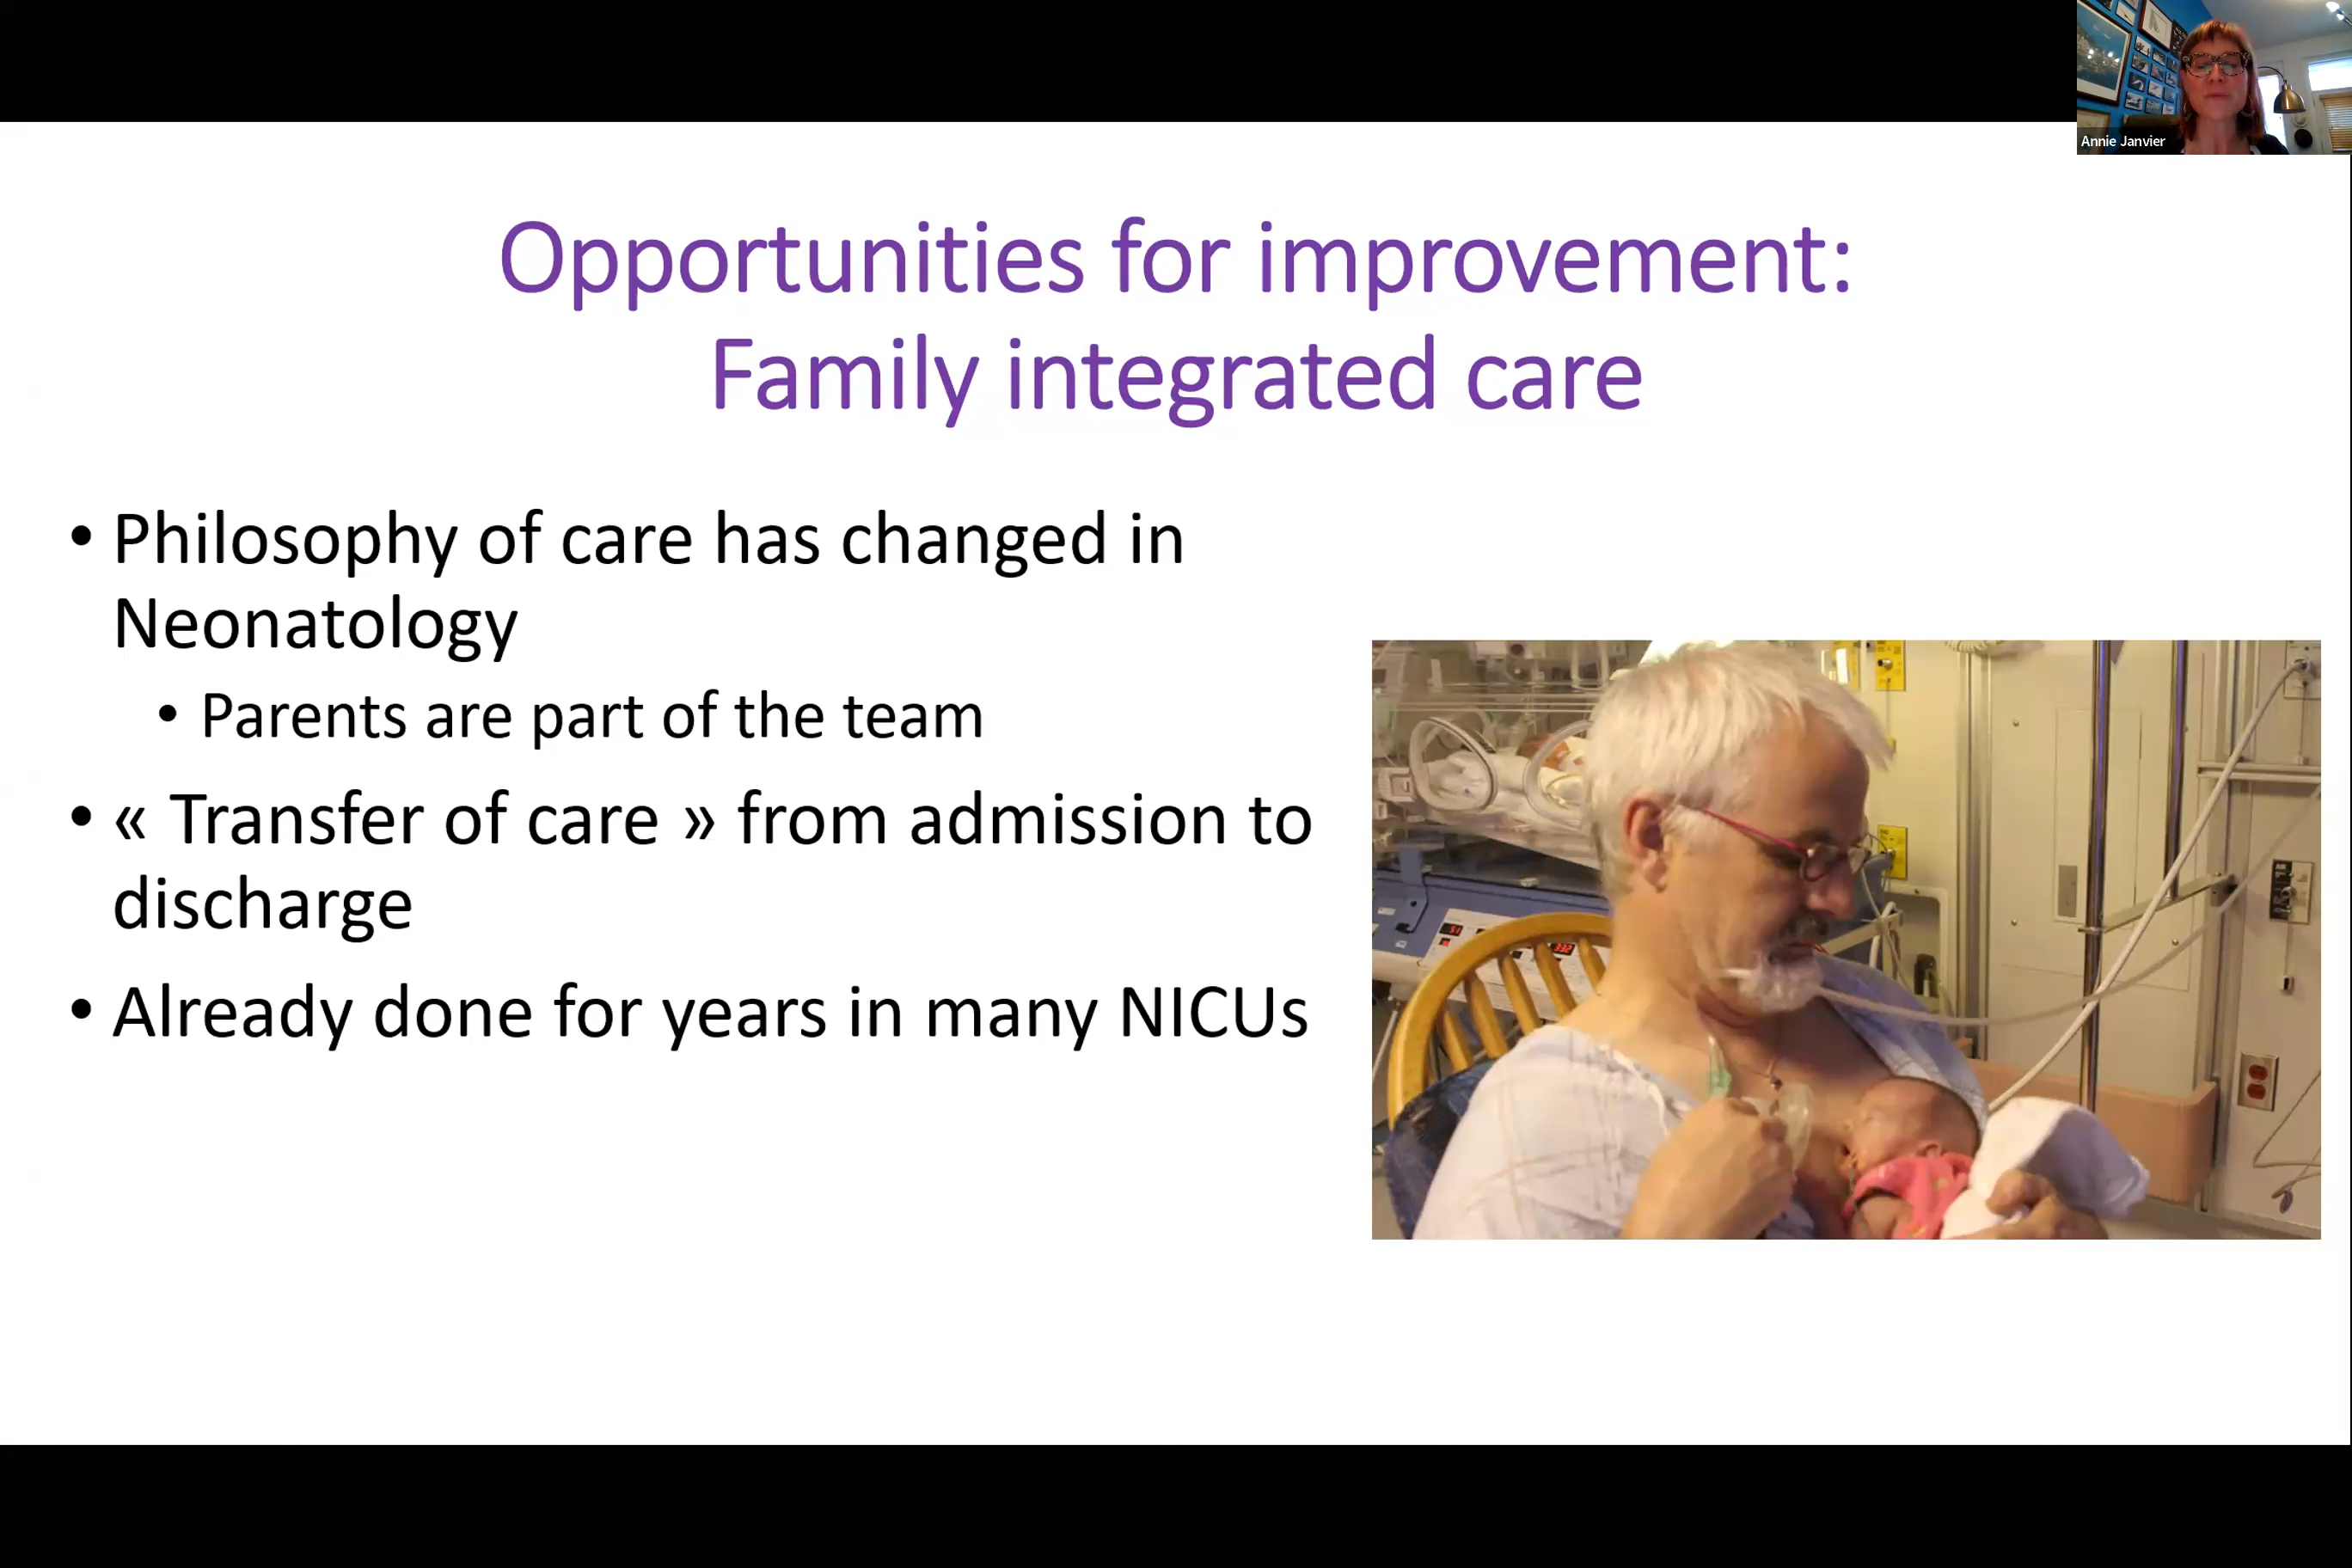 Annie Janvier
Opportunities for improvement:
Family integrated care
• Philosophy of care has changed in
Neonatology
• Parents are part of the team
• « Transfer of care » from admission to
discharge
• Already done for years in many NICUs